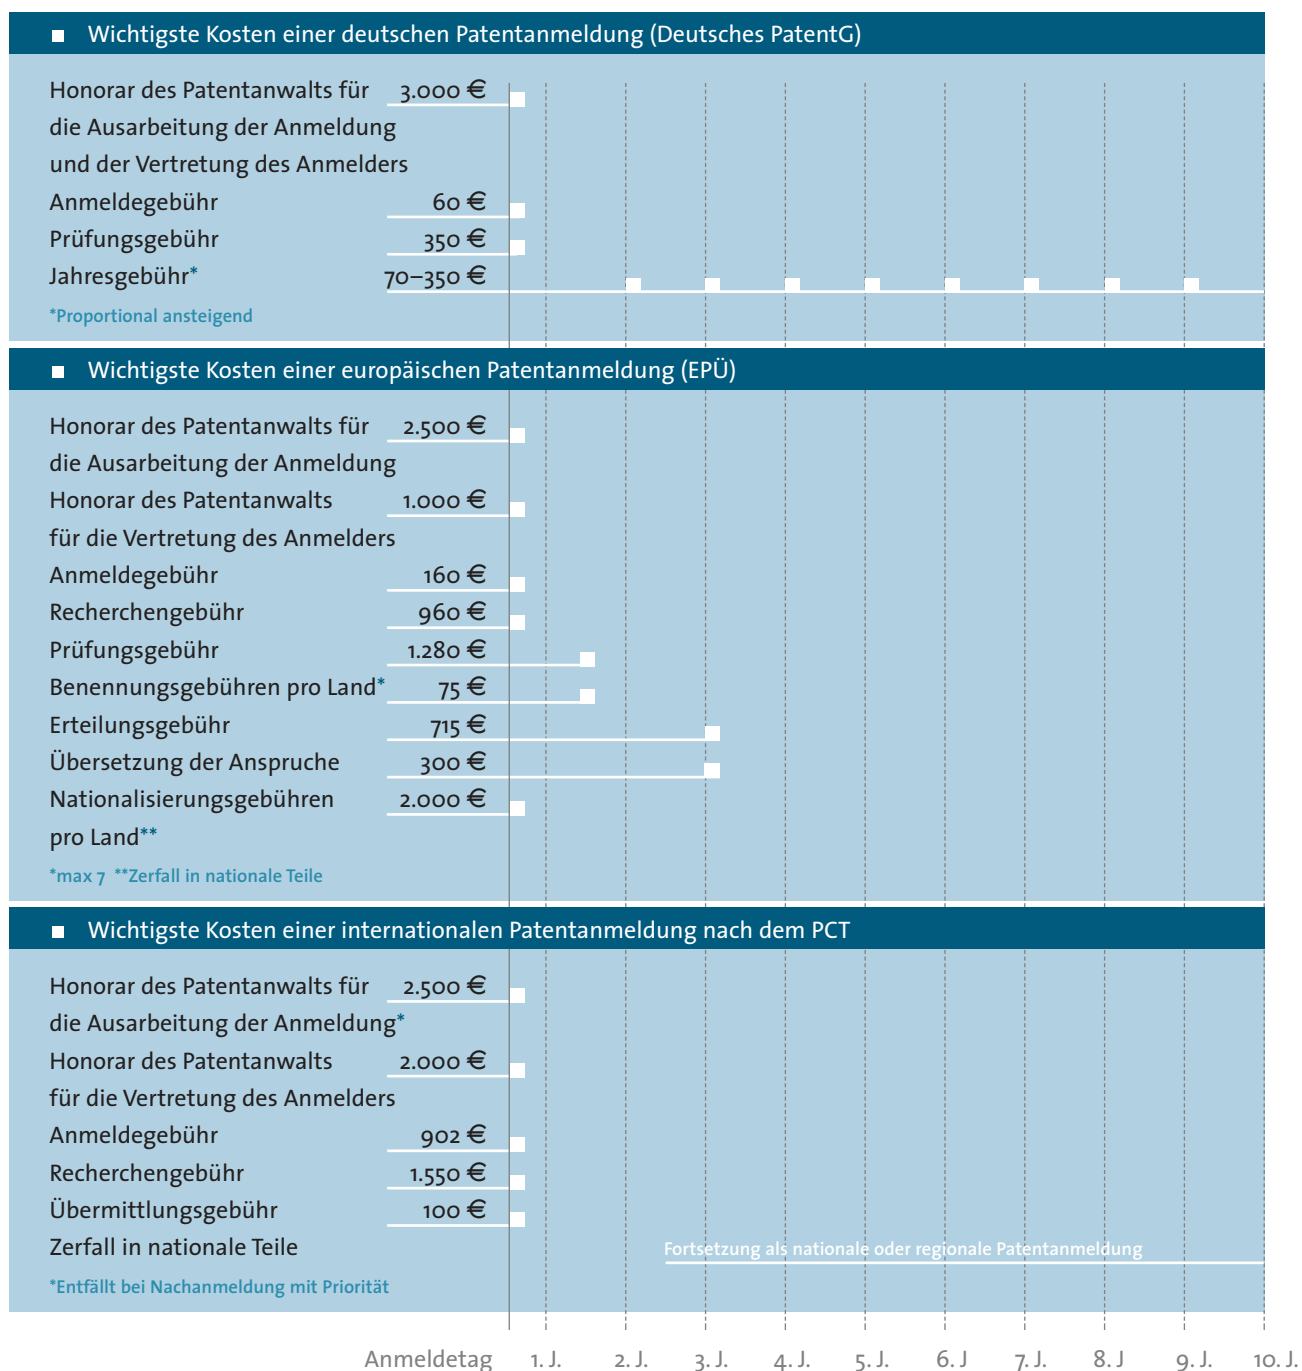 Wichtigste Kosten einer deutschen Patentanmeldung (Deutsches PatentG)
Honorar des Patentanwalts für 3.000 €
die Ausarbeitung der Anmeldung
und der Vertretung des Anmelders
Anmeldegebühr 60 €
Prüfungsgebühr 350 €
Jahresgebühr* 70–350 €
*Proportional ansteigend
Wichtigste Kosten einer europäischen Patentanmeldung (EPÜ)
Honorar des Patentanwalts für 2.500 €
die Ausarbeitung der Anmeldung
Honorar des Patentanwalts 1.000 €
für die Vertretung des Anmelders
Anmeldegebühr 160 €
Recherchengebühr 960 €
Prüfungsgebühr 1.280 €
Benennungsgebühren pro Land* 75 €
Erteilungsgebühr 715 €
Übersetzung der Anspruche 300 €
Nationalisierungsgebühren 2.000 €
pro Land**
*max 7 **Zerfall in nationale Teile
Wichtigste Kosten einer internationalen Patentanmeldung nach dem PCT
Honorar des Patentanwalts für 2.500 €
die Ausarbeitung der Anmeldung*
Honorar des Patentanwalts 2.000 €
für die Vertretung des Anmelders
Anmeldegebühr 902 €
Recherchengebühr 1.550 €
Übermittlungsgebühr 100 €
Zerfall in nationale Teile Fortsetzung als nationale oder regionale Patentanmeldung
*Entfällt bei Nachanmeldung mit Priorität
Anmeldetag 1. J. 2. J. 3. J. 4. J. 5. J. 6. J 7. J. 8. J 9. J. 10. J.